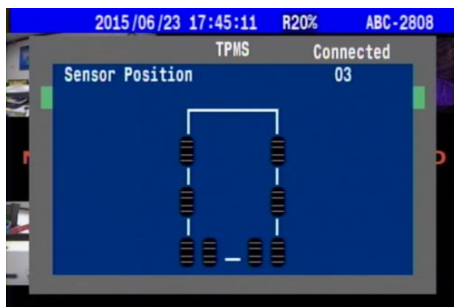 2015/06/23 17:45:11 R20% ABC-2808
TPMS Connected
Sensor Position 03